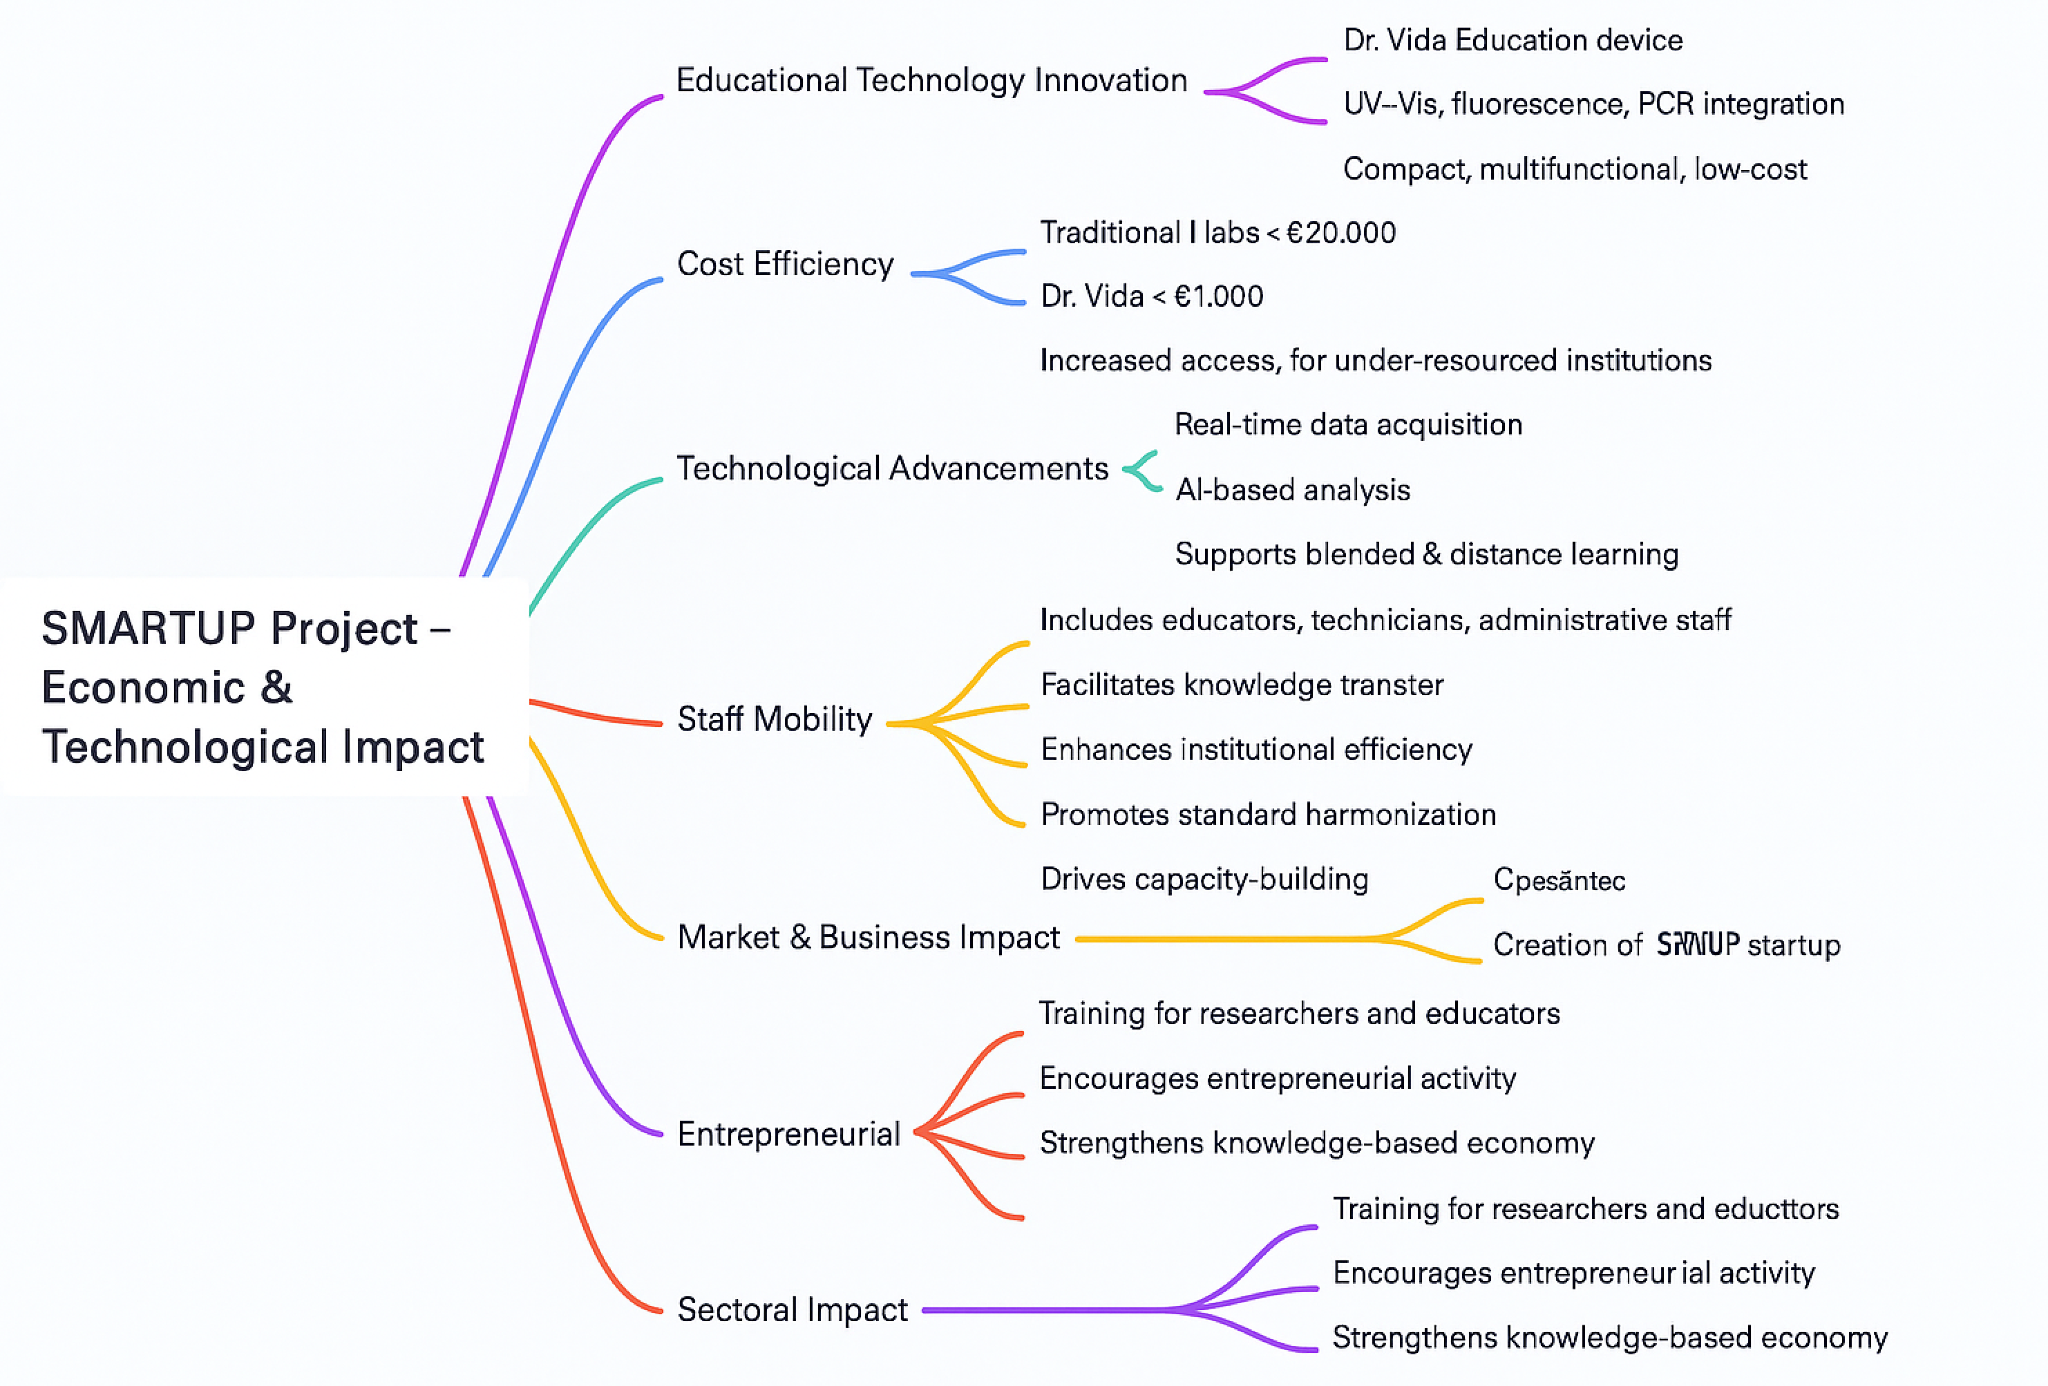 SMARTUP Project –
Economic &
Technological Impact
Educational Technology Innovation
Dr. Vida Education device
UV–Vis, fluorescence, PCR integration
Compact, multifunctional, low-cost
Cost Efficiency
Traditional I labs < €20.000
Dr. Vida < €1.000
Increased access, for under-resourced institutions
Technological Advancements
Real-time data acquisition
AI-based analysis
Supports blended & distance learning
Staff Mobility
Includes educators, technicians, administrative staff
Facilitates knowledge transter
Enhances institutional efficiency
Promotes standard harmonization
Drives capacity-building
Market & Business Impact
Cpesăntec
Creation of startup
Entrepreneurial
Training for researchers and educators
Encourages entrepreneurial activity
Strengthens knowledge-based economy
Sectoral Impact
Training for researchers and educttors
Encourages entrepreneur ial activity
Strengthens knowledge-based economy